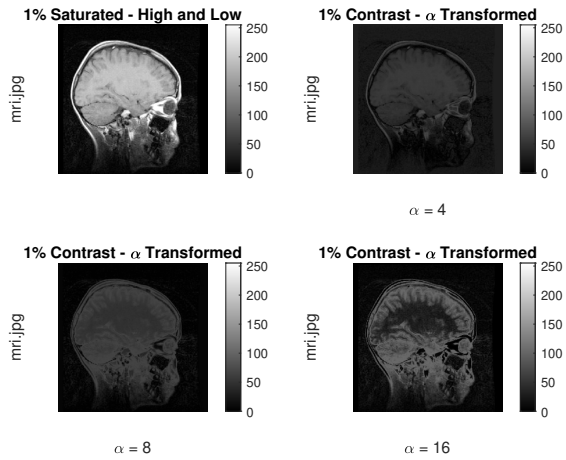 1% Saturated - High and Low
mri.jpg
250
200
150
100
50
0
1% Contrast - α Transformed
mri.jpg
250
200
150
100
50
0
α = 4
1% Contrast - α Transformed
mri.jpg
250
200
150
100
50
0
α = 8
1% Contrast - α Transformed
mri.jpg
250
200
150
100
50
0
α = 16